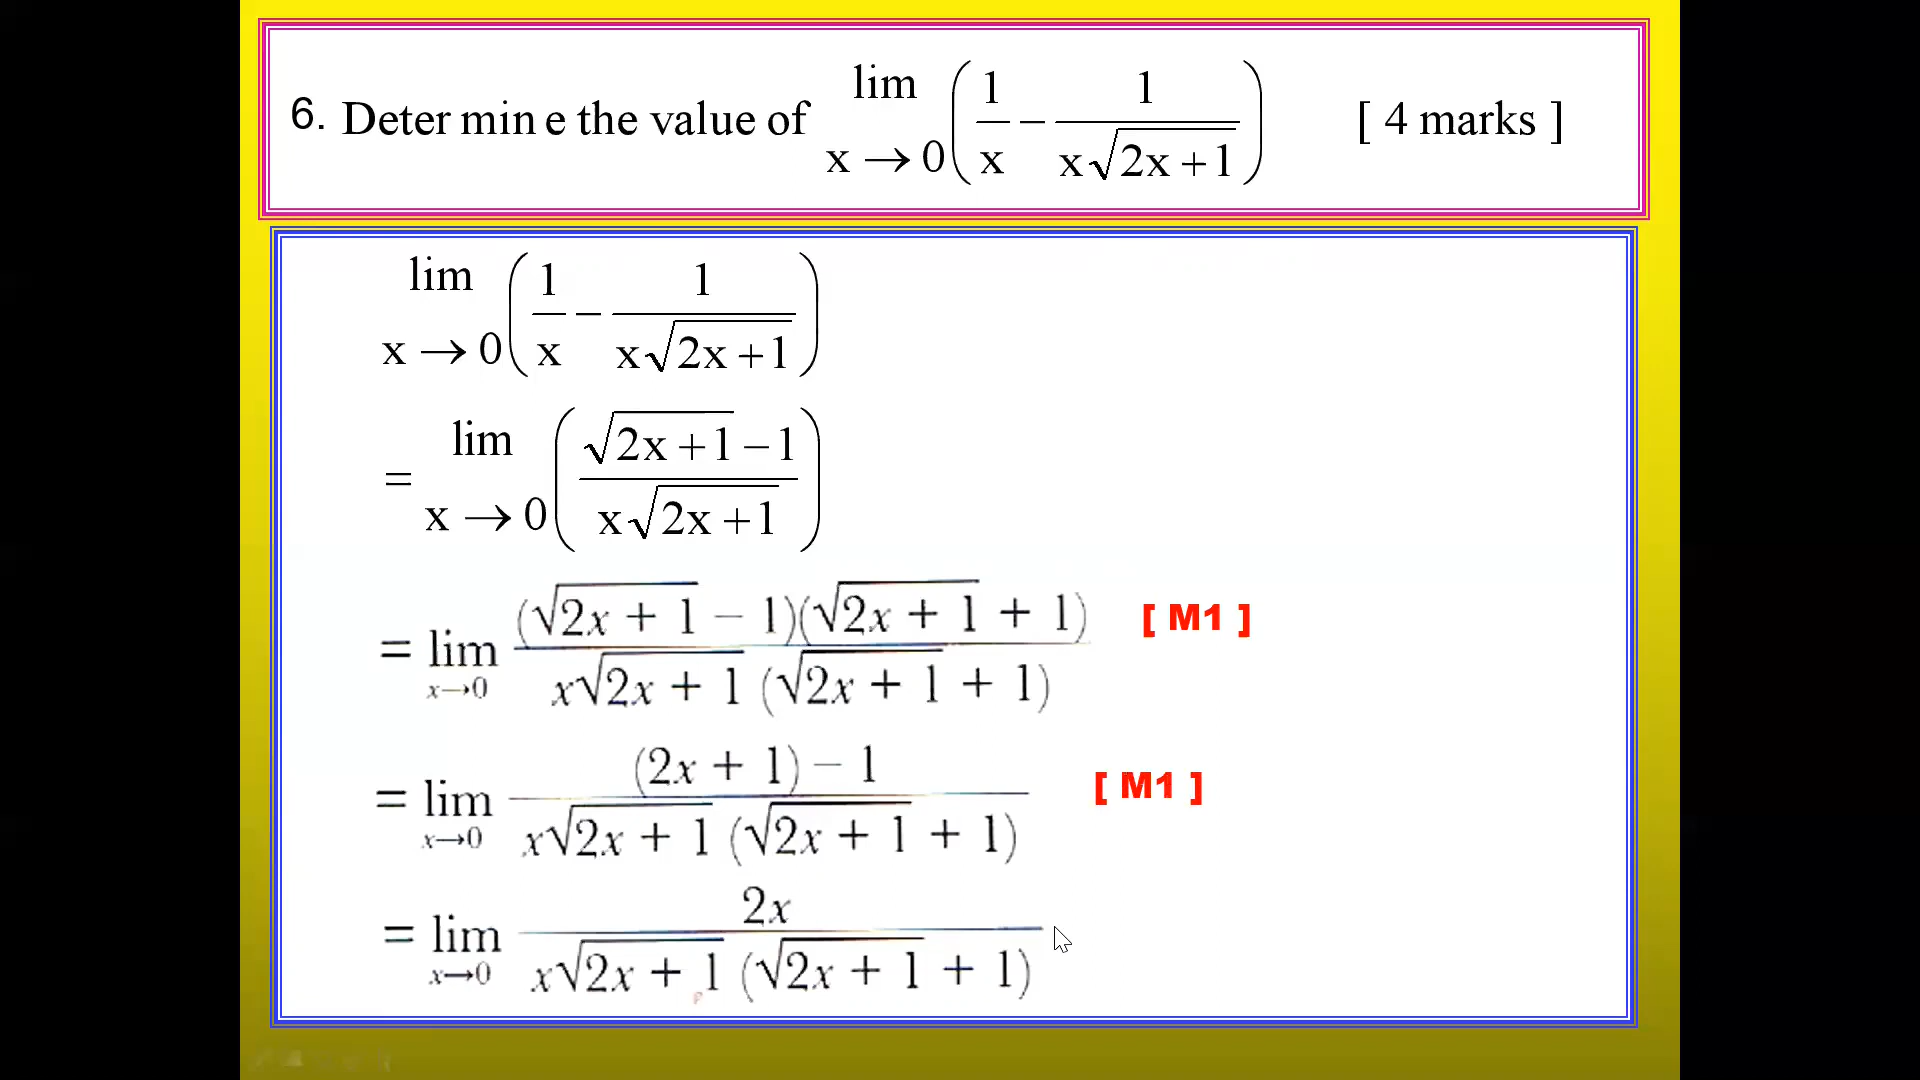 6. Deter min e the value of lim x → 0 ( 1/x − 1/(x√(2x + 1)) ) [ 4 marks ]
lim x → 0 ( 1/x − 1/(x√(2x + 1)) )
= lim x → 0 ( (√(2x + 1) − 1)/(x√(2x + 1)) )
= lim x→0 (√(2x + 1) − 1)(√(2x + 1) + 1) / x√(2x + 1) (√(2x + 1) + 1) [ M1 ]
= lim x→0 (2x + 1) − 1 / x√(2x + 1) (√(2x + 1) + 1) [ M1 ]
= lim x→0 2x / x√(2x + 1) (√(2x + 1) + 1)